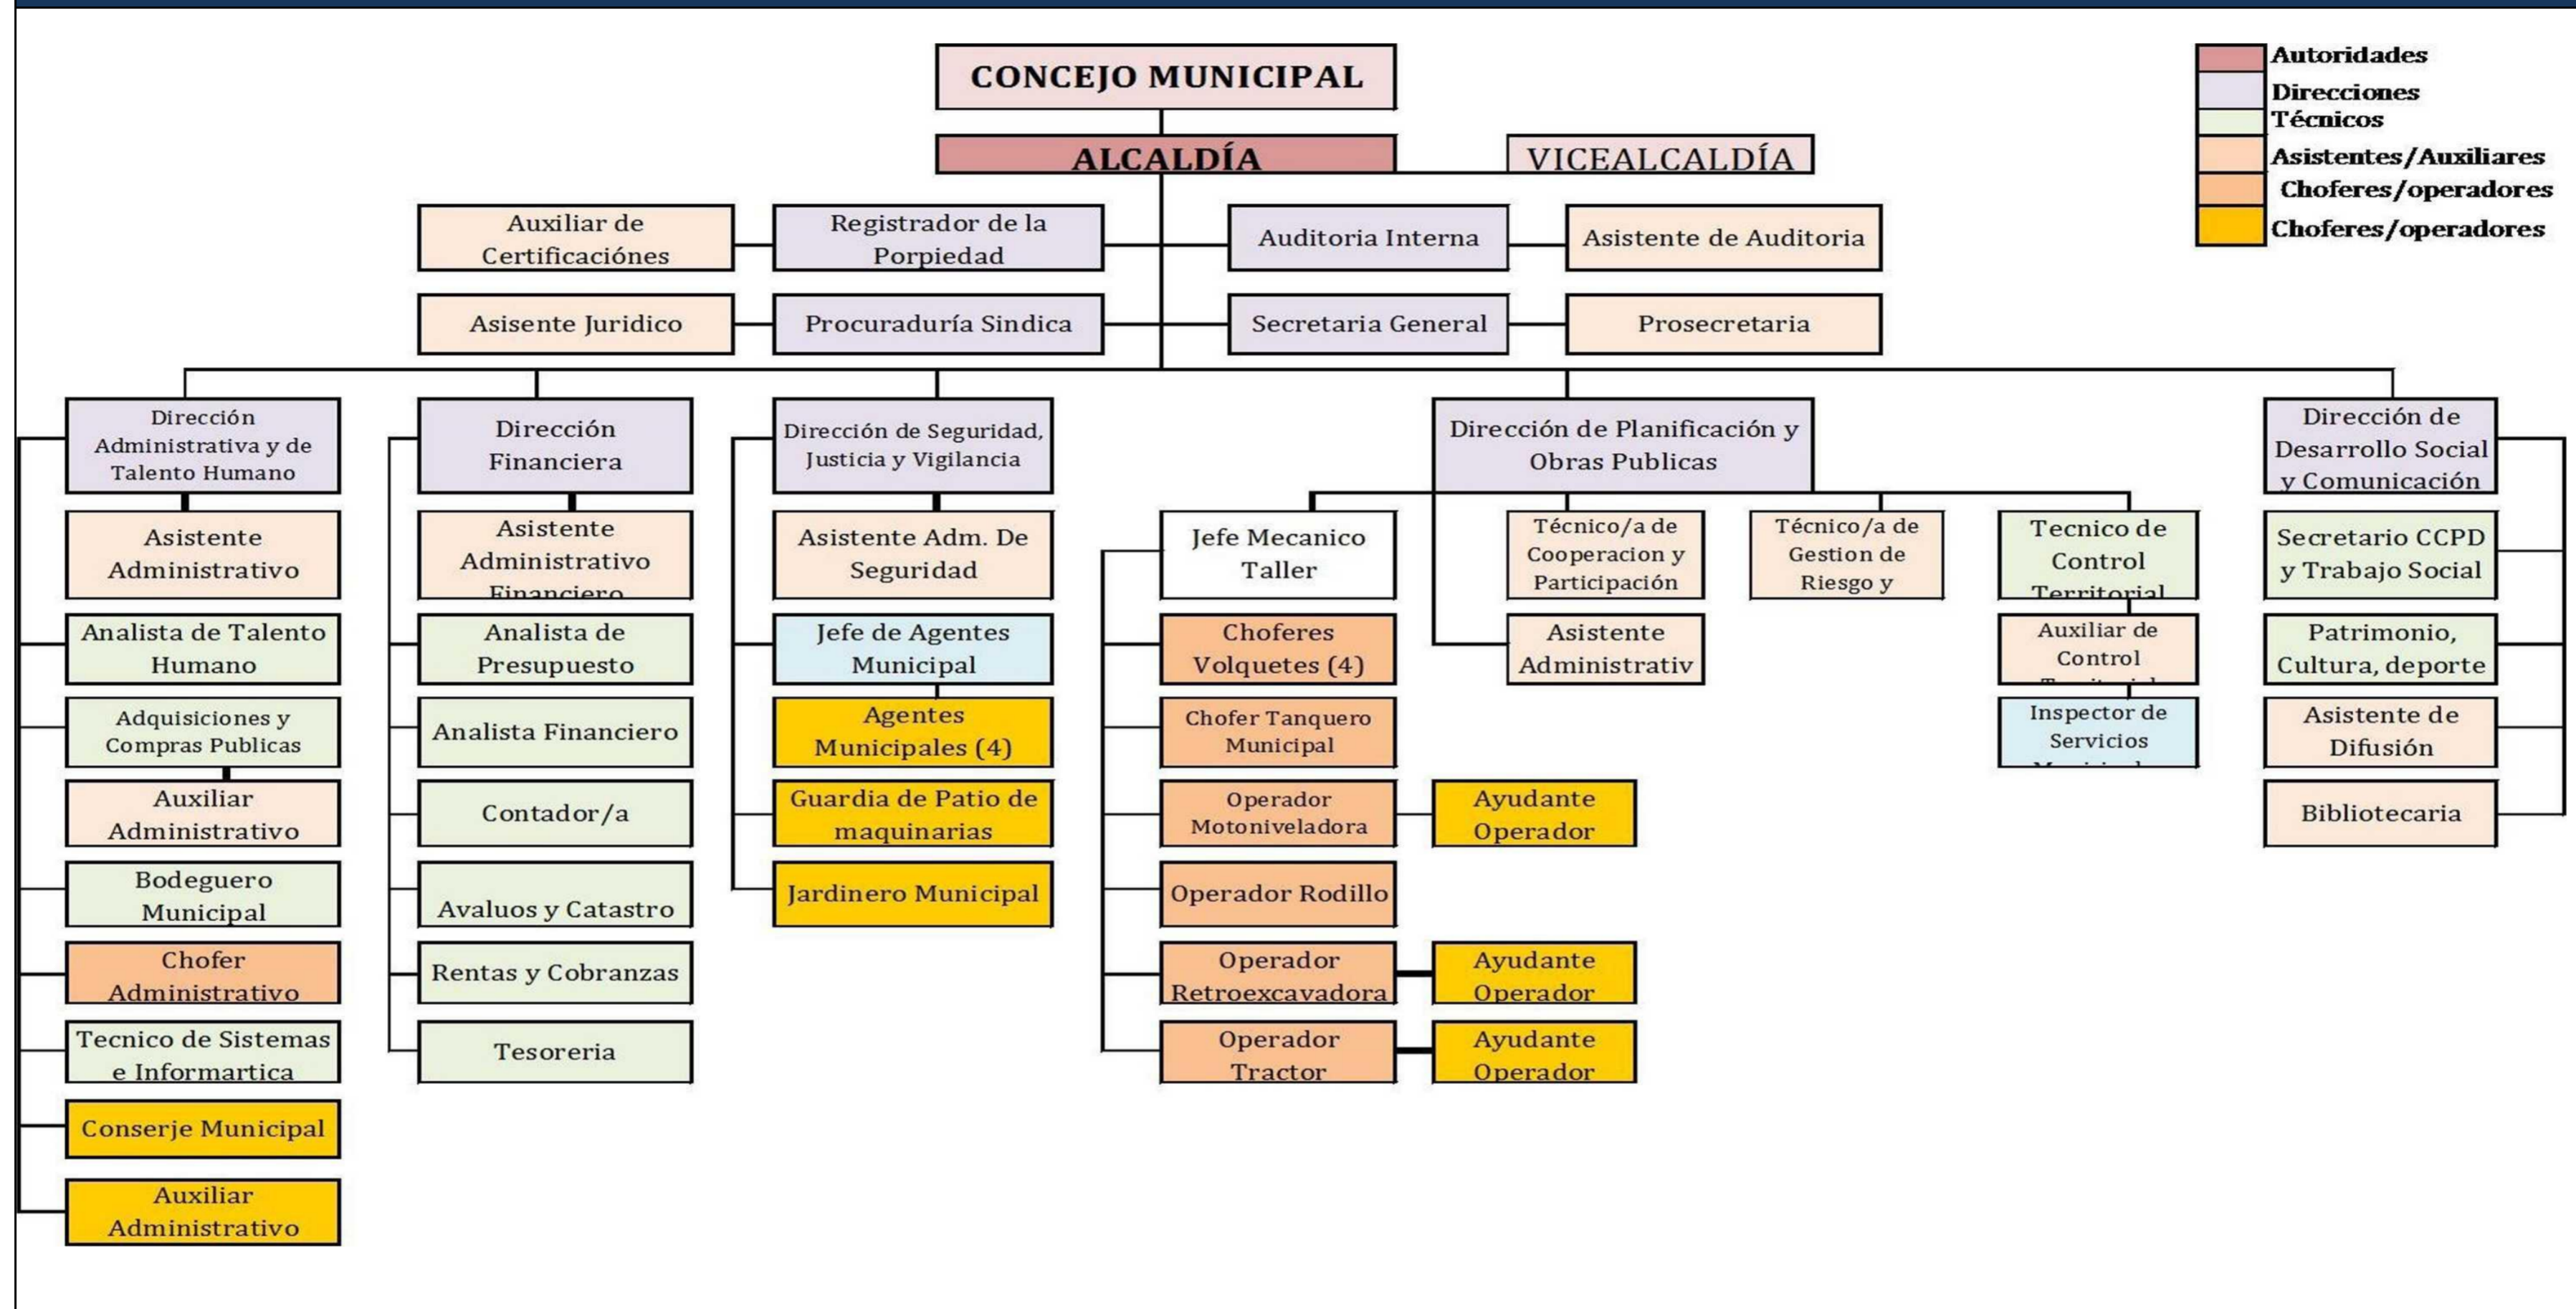 CONCEJO MUNICIPAL
ALCALDÍA
VICEALCALDÍA
Autoridades
Direcciones
Técnicos
Asistentes/Auxiliares
Choferes/operadores
Choferes/operadores
Auxiliar de
Certificaciónes
Registrador de la
Porpiedad
Auditoria Interna
Asistente de Auditoria
Asisente Juridico
Procuraduría Sindica
Secretaria General
Prosecretaria
Dirección
Administrativa y de
Talento Humano
Asistente
Administrativo
Analista de Talento
Humano
Adquisiciones y
Compras Publicas
Auxiliar
Administrativo
Bodeguero
Municipal
Chofer
Administrativo
Tecnico de Sistemas
e Informartica
Conserje Municipal
Auxiliar
Administrativo
Dirección
Financiera
Asistente
Administrativo
Financiero
Analista de
Presupuesto
Analista Financiero
Contador/a
Avaluos y Catastro
Rentas y Cobranzas
Tesoreria
Dirección de Seguridad,
Justicia y Vigilancia
Asistente Adm. De
Seguridad
Jefe de Agentes
Municipal
Agentes
Municipales (4)
Guardia de Patio de
maquinarias
Jardinero Municipal
Dirección de Planificación y
Obras Publicas
Jefe Mecanico
Taller
Choferes
Volquetes (4)
Chofer Tanquero
Municipal
Operador
Motoniveladora
Ayudante
Operador
Operador Rodillo
Operador
Retroexcavadora
Ayudante
Operador
Operador
Tractor
Ayudante
Operador
Técnico/a de
Cooperacion y
Participación
Asistente
Administrativ
Técnico/a de
Gestion de
Riesgo y
Tecnico de
Control
Territorial
Auxiliar de
Control
Inspector de
Servicios
Dirección de
Desarrollo Social
y Comunicación
Secretario CCPD
y Trabajo Social
Patrimonio,
Cultura, deporte
Asistente de
Difusión
Bibliotecaria